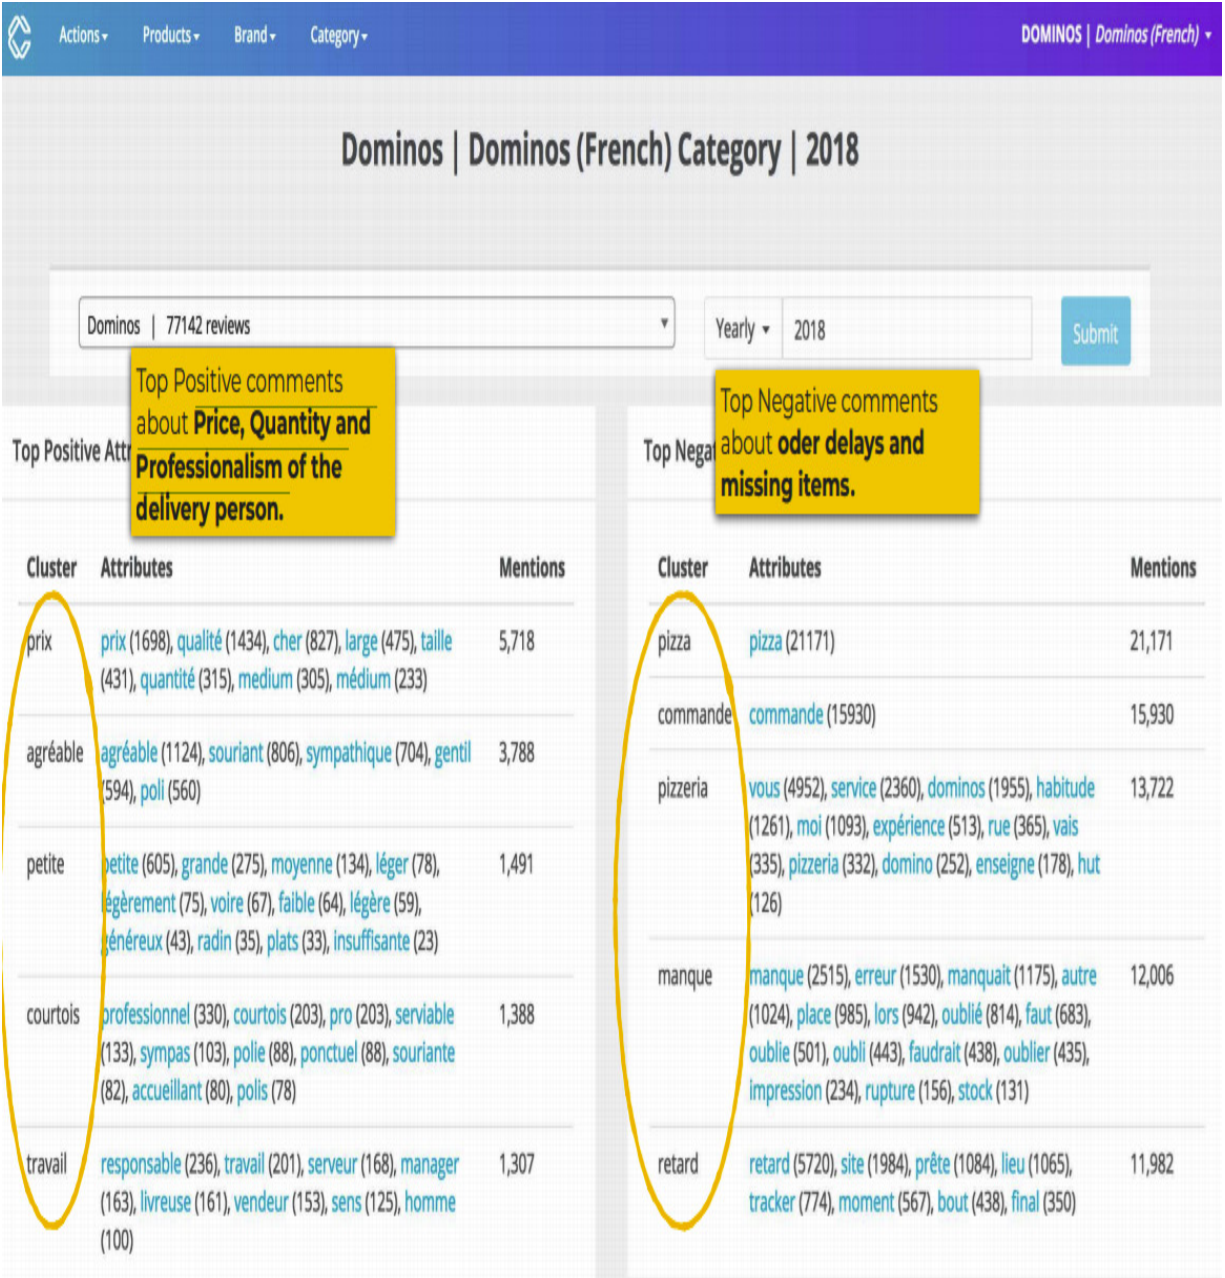 Actions Products Brand Category DOMINOS | Dominos (French)
Dominos | Dominos (French) Category | 2018
Dominos | 77142 reviews
Yearly 2018 Submit
Top Positive Attr
Top Positive comments
about Price, Quantity and
Professionalism of the
delivery person.
Cluster Attributes Mentions
prix prix (1698), qualité (1434), cher (827), large (475), taille 5,718
(431), quantité (315), medium (305), médium (233)
agréable agréable (1124), souriant (806), sympathique (704), gentil 3,788
(594), poli (560)
petite petite (605), grande (275), moyenne (134), léger (78), 1,491
légèrement (75), voire (67), faible (64), légère (59),
généreux (43), radin (35), plats (33), insuffisante (23)
courtois professionnel (330), courtois (203), pro (203), serviable 1,388
(133), sympas (103), polie (88), ponctuel (88), souriante
(82), accueillant (80), polis (78)
travail responsable (236), travail (201), serveur (168), manager 1,307
(163), livreuse (161), vendeur (153), sens (125), homme
(100)
Top Negat
Top Negative comments
about oder delays and
missing items.
Cluster Attributes Mentions
pizza pizza (21171) 21,171
commande commande (15930) 15,930
pizzeria vous (4952), service (2360), dominos (1955), habitude 13,722
(1261), moi (1093), expérience (513), rue (365), vais
(335), pizzeria (332), domino (252), enseigne (178), hut
(126)
manque manque (2515), erreur (1530), manquait (1175), autre 12,006
(1024), place (985), lors (942), oublié (814), faut (683),
oublie (501), oubli (443), faudrait (438), oublier (435),
impression (234), rupture (156), stock (131)
retard retard (5720), site (1984), prête (1084), lieu (1065), 11,982
tracker (774), moment (567), bout (438), final (350)